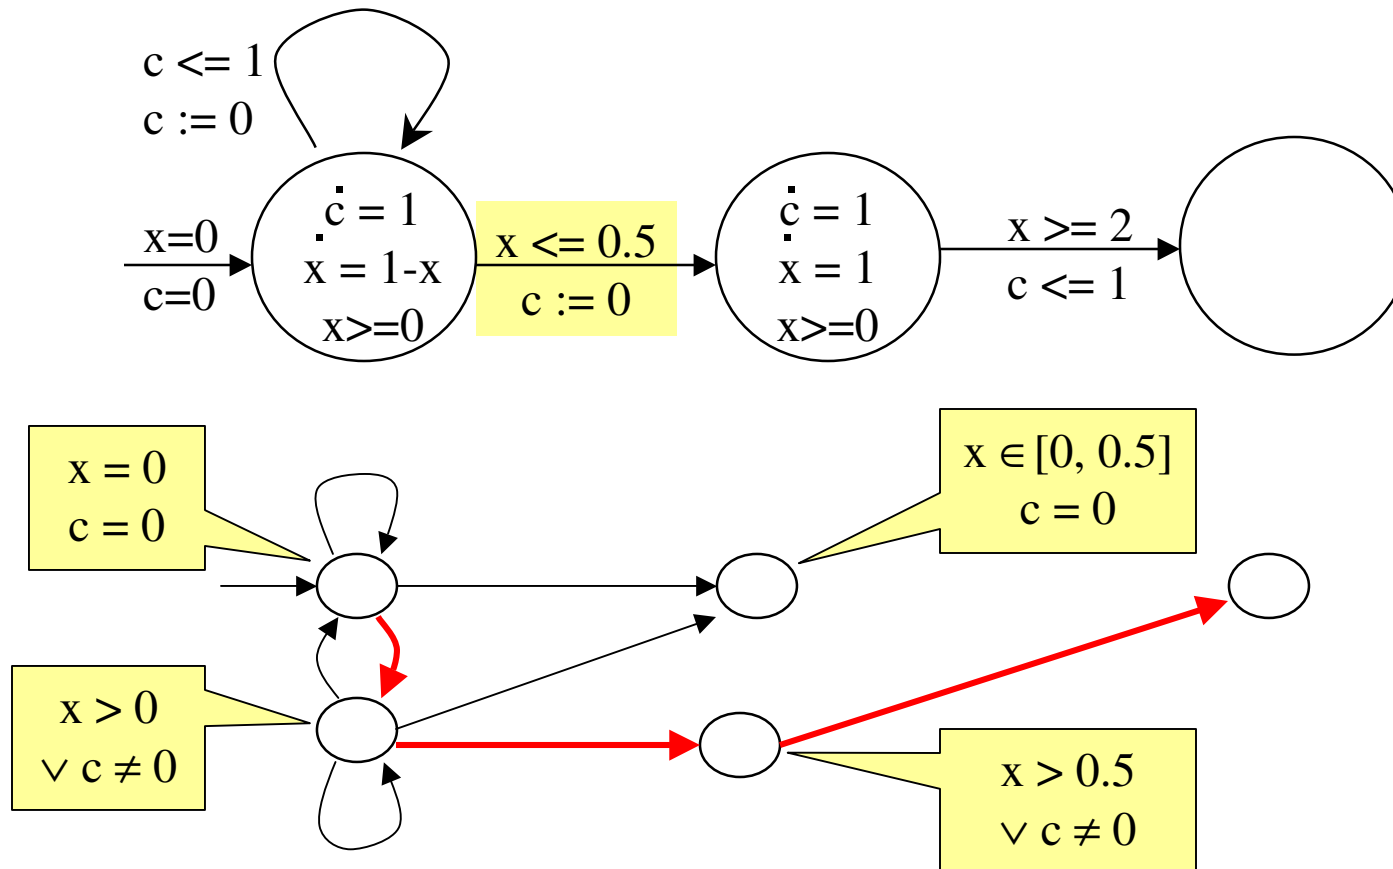 c <= 1
c := 0
x=0
c=0
ċ = 1
ẋ = 1-x
x>=0
x <= 0.5
c := 0
ċ = 1
ẋ = 1
x>=0
x >= 2
c <= 1
x = 0
c = 0
x ∈ [0, 0.5]
c = 0
x > 0
∨ c ≠ 0
x > 0.5
∨ c ≠ 0